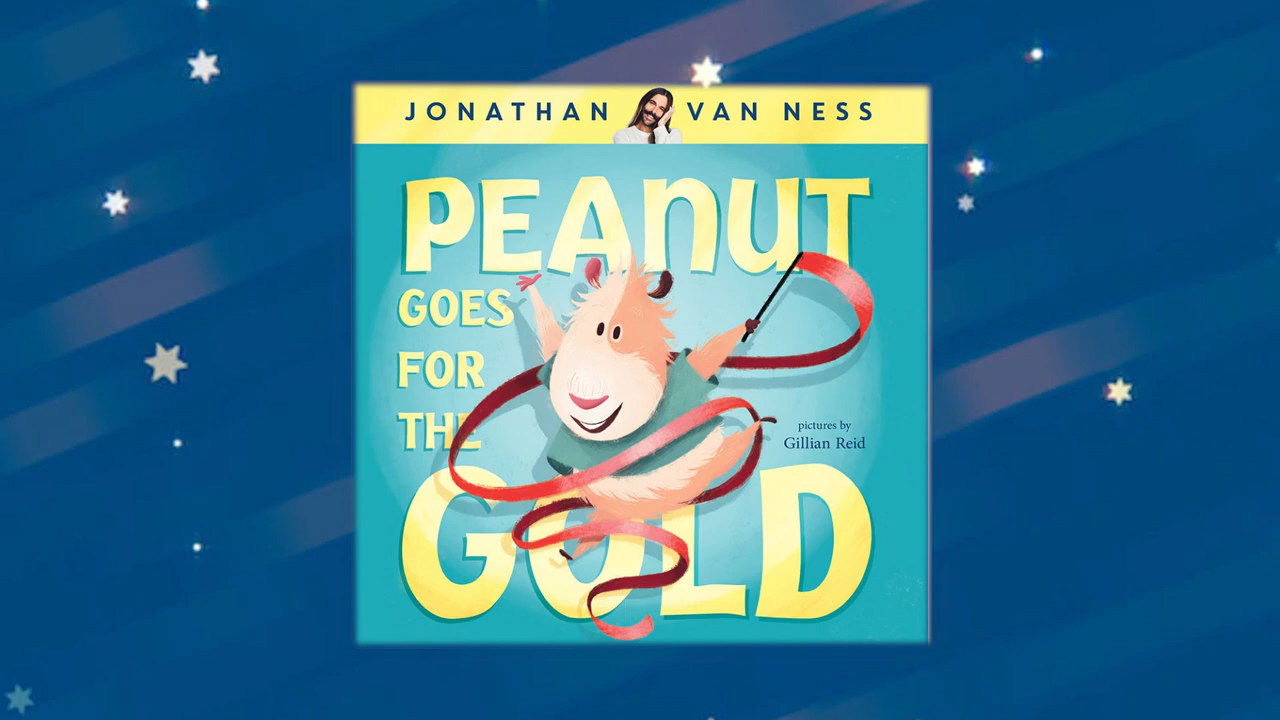 JONATHAN VAN NESS
PEANUT
GOES
FOR
THE
GOLD
pictures by
Gillian Reid